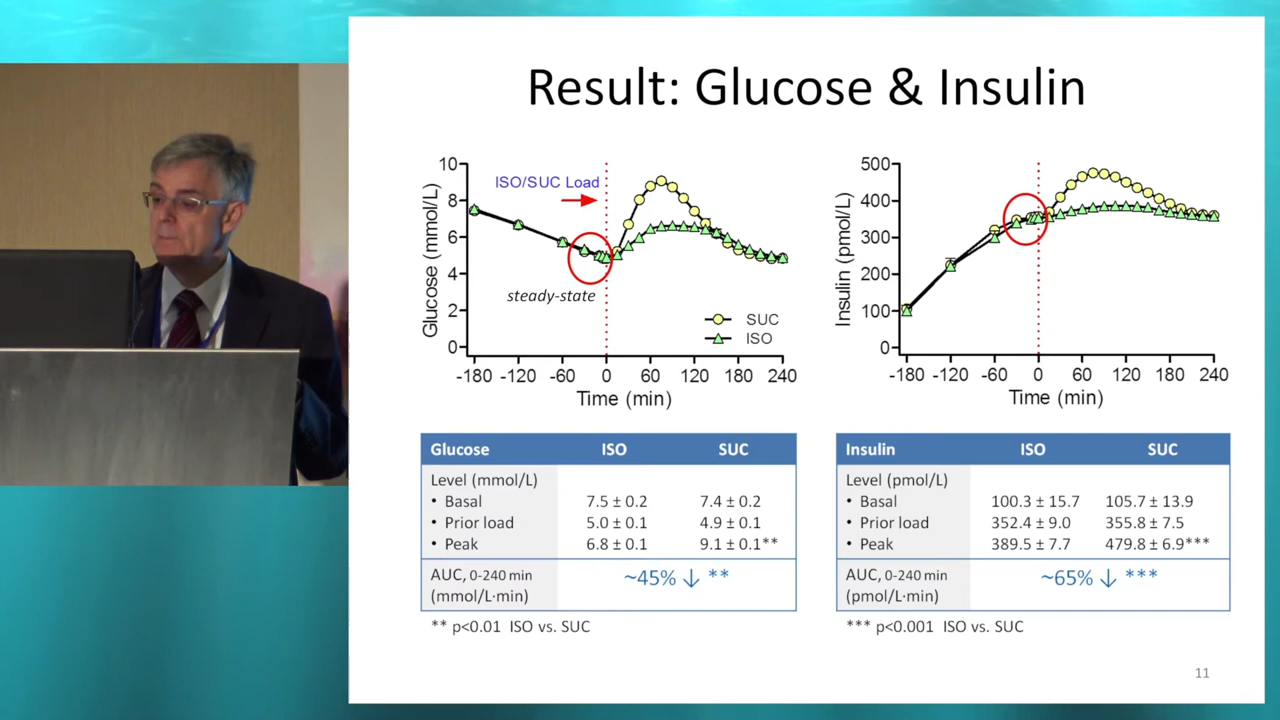 Result: Glucose & Insulin
Glucose (mmol/L)
10
8
6
4
2
0
ISO/SUC Load
steady-state
SUC
ISO
-180 -120 -60 0 60 120 180 240
Time (min)
Insulin (pmol/L)
500
400
300
200
100
0
-180 -120 -60 0 60 120 180 240
Time (min)
Glucose ISO SUC
Level (mmol/L)
• Basal 7.5 ± 0.2 7.4 ± 0.2
• Prior load 5.0 ± 0.1 4.9 ± 0.1
• Peak 6.8 ± 0.1 9.1 ± 0.1**
AUC, 0-240 min ~45% ↓ **
(mmol/L·min)
** p<0.01 ISO vs. SUC
Insulin ISO SUC
Level (pmol/L)
• Basal 100.3 ± 15.7 105.7 ± 13.9
• Prior load 352.4 ± 9.0 355.8 ± 7.5
• Peak 389.5 ± 7.7 479.8 ± 6.9***
AUC, 0-240 min ~65% ↓ ***
(pmol/L·min)
*** p<0.001 ISO vs. SUC
11